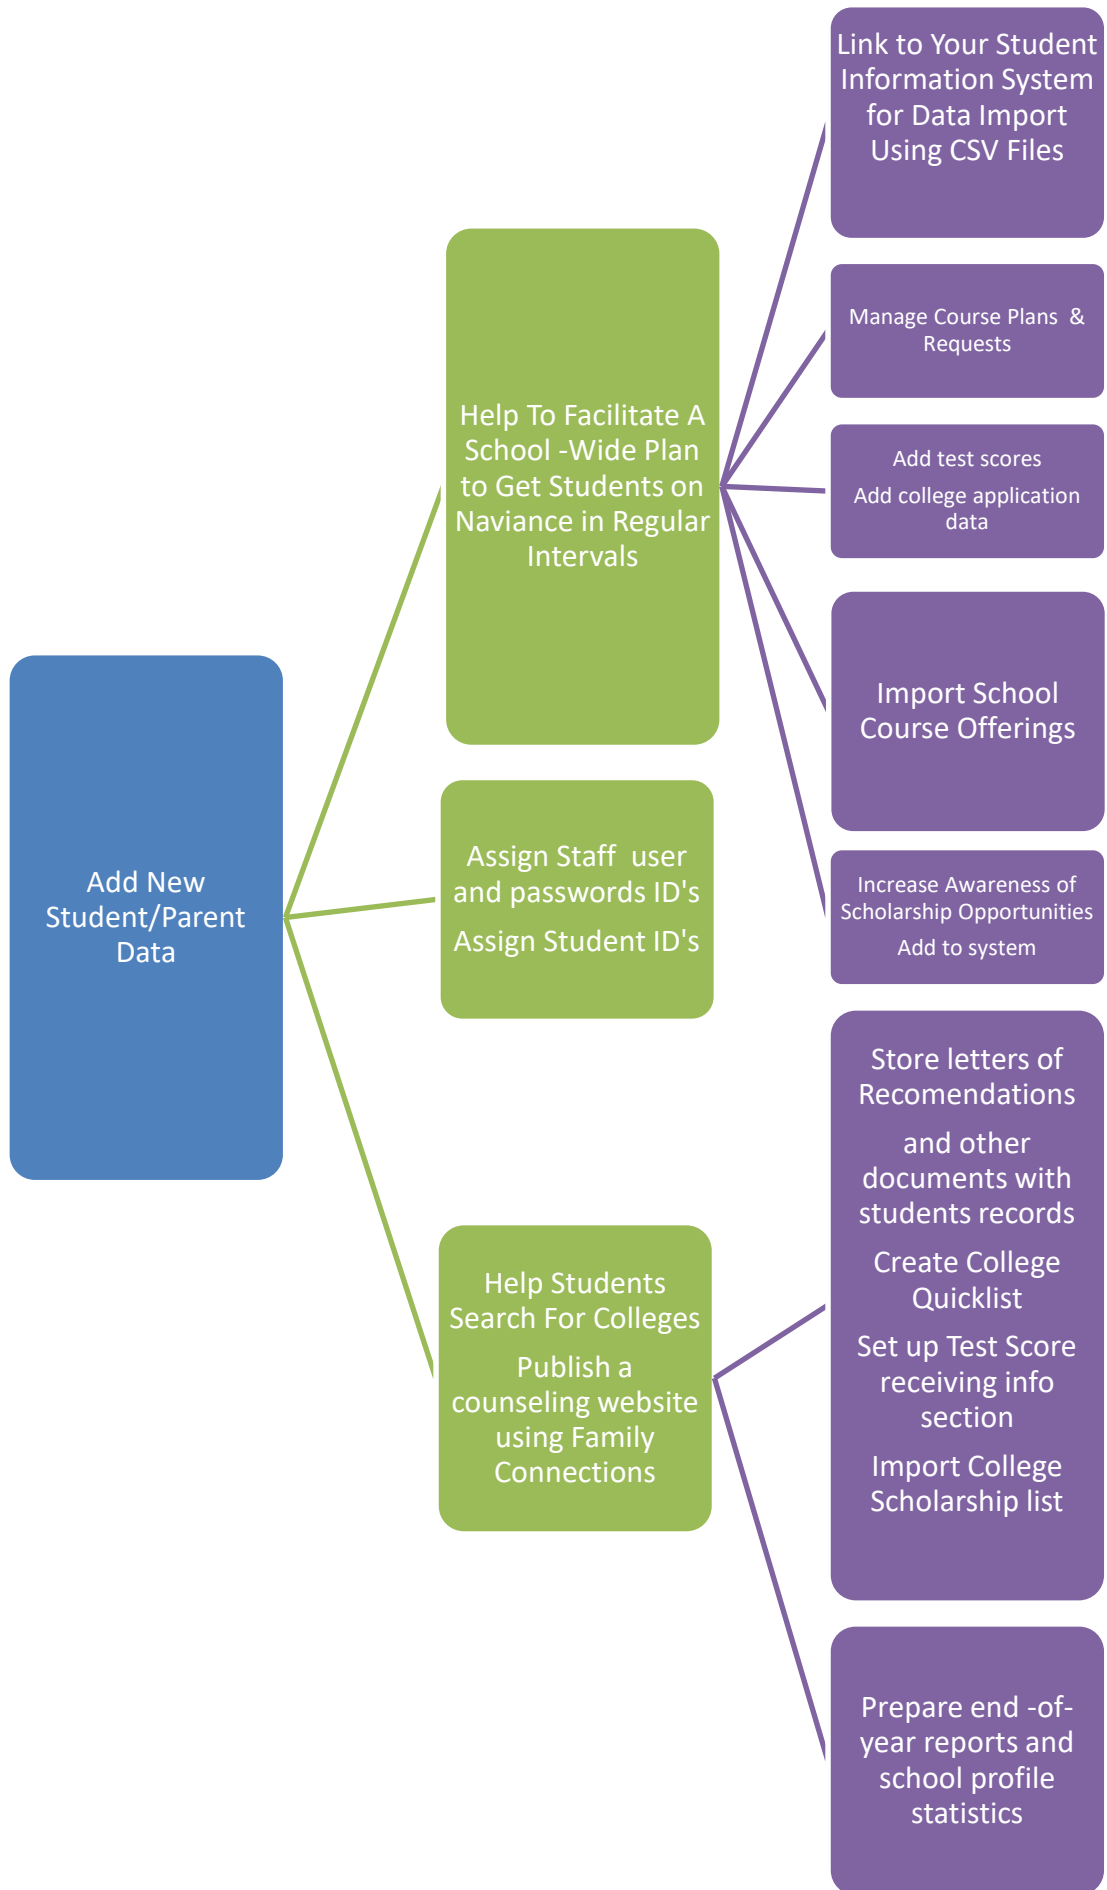 Add New
Student/Parent
Data
Help To Facilitate A
School -Wide Plan
to Get Students on
Naviance in Regular
Intervals
Assign Staff  user
and passwords ID's
Assign Student ID's
Help Students
Search For Colleges
Publish a
counseling website
using Family
Connections
Link to Your Student
Information System
for Data Import
Using CSV Files
Manage Course Plans  &
Requests
Add test scores
Add college application
data
Import School
Course Offerings
Increase Awareness of
Scholarship Opportunities
Add to system
Store letters of
Recomendations
and other
documents with
students records
Create College
Quicklist
Set up Test Score
receiving info
section
Import College
Scholarship list
Prepare end -of-
year reports and
school profile
statistics